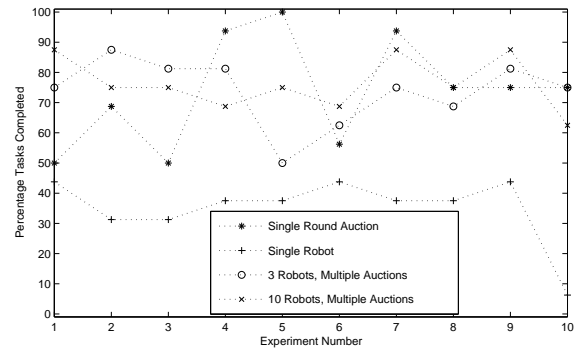 100
90
80
70
60
50
40
30
20
10
0
Percentage Tasks Completed
Single Round Auction
Single Robot
3 Robots, Multiple Auctions
10 Robots, Multiple Auctions
1 2 3 4 5 6 7 8 9 10
Experiment Number